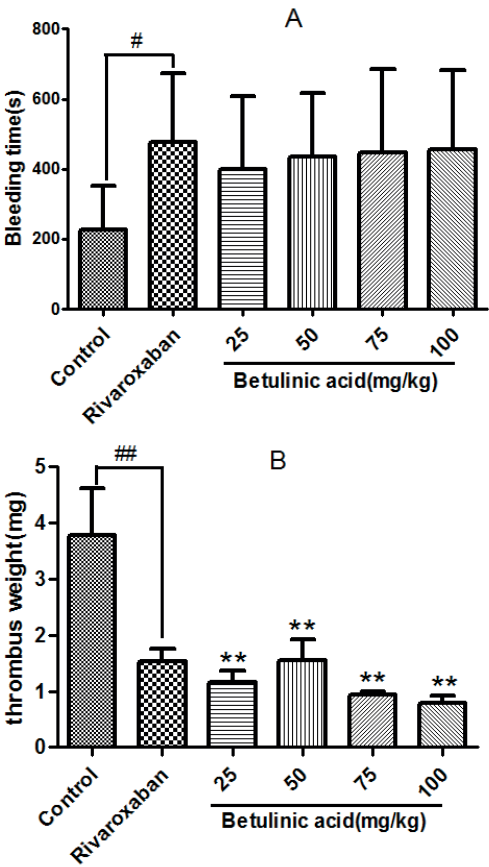 A
Bleeding time(s)
800
600
400
200
0
#
Control
Rivaroxaban
25
50
75
100
Betulinic acid(mg/kg)
B
thrombus weight(mg)
5
4
3
2
1
0
##
**
**
**
**
Control
Rivaroxaban
25
50
75
100
Betulinic acid(mg/kg)